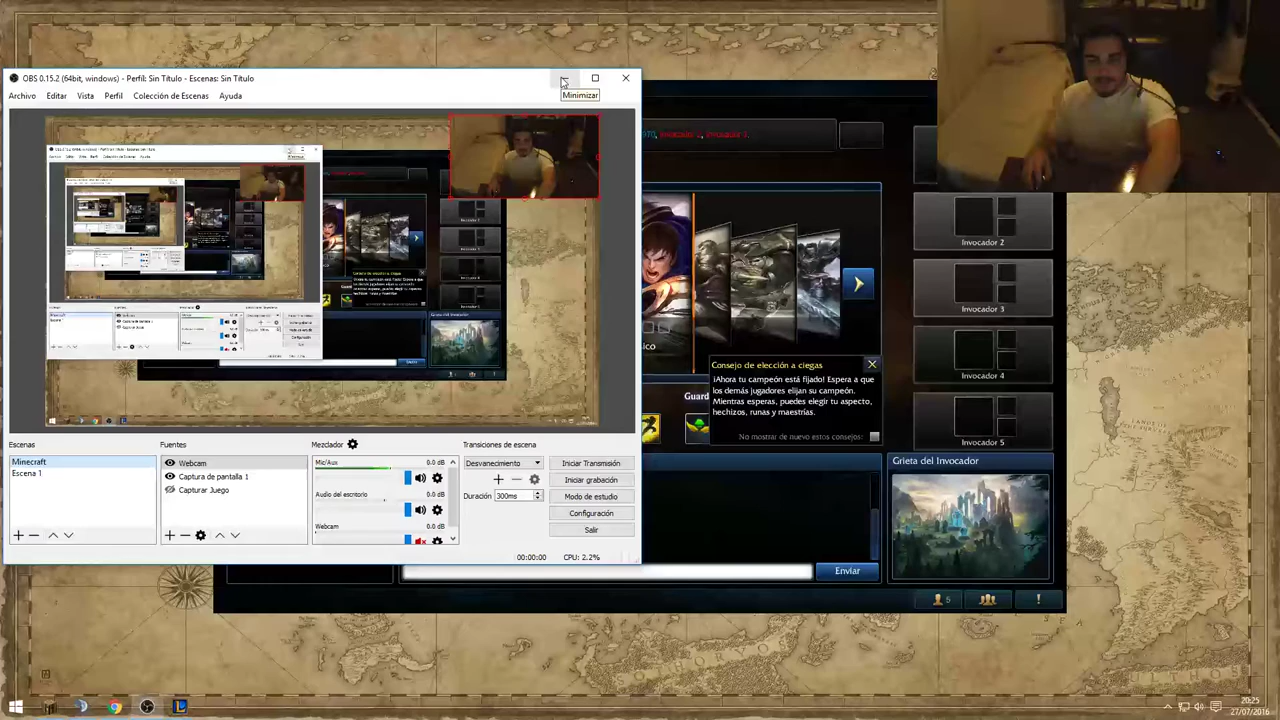 OBS 0.15.2 (64bit, windows) - Perfil: Sin Título - Escenas: Sin Título
Minimizar
Archivo Editar Vista Perfil Colección de Escenas Ayuda
Invocador 2
Invocador 3
Invocador 4
Invocador 5
Consejo de elección a ciegas
¡Ahora tu campeón está fijado! Espera a que
los demás jugadores elijan su campeón.
Mientras esperas, puedes elegir tu aspecto,
hechizos, runas y maestrías.
No mostrar de nuevo estos consejos:
Guard
Escenas
Minecraft
Escena 1
Fuentes
Webcam
Captura de pantalla 1
Capturar Juego
Mezclador
Mic/Aux 0.0 dB
Audio del escritorio 0.0 dB
Webcam 0.0 dB
Transiciones de escena
Desvanecimiento
Duración 300ms
Iniciar Transmisión
Iniciar grabación
Modo de estudio
Configuración
Salir
00:00:00 CPU: 2.2%
Grieta del Invocador
Enviar
5
20:25
27/07/2016